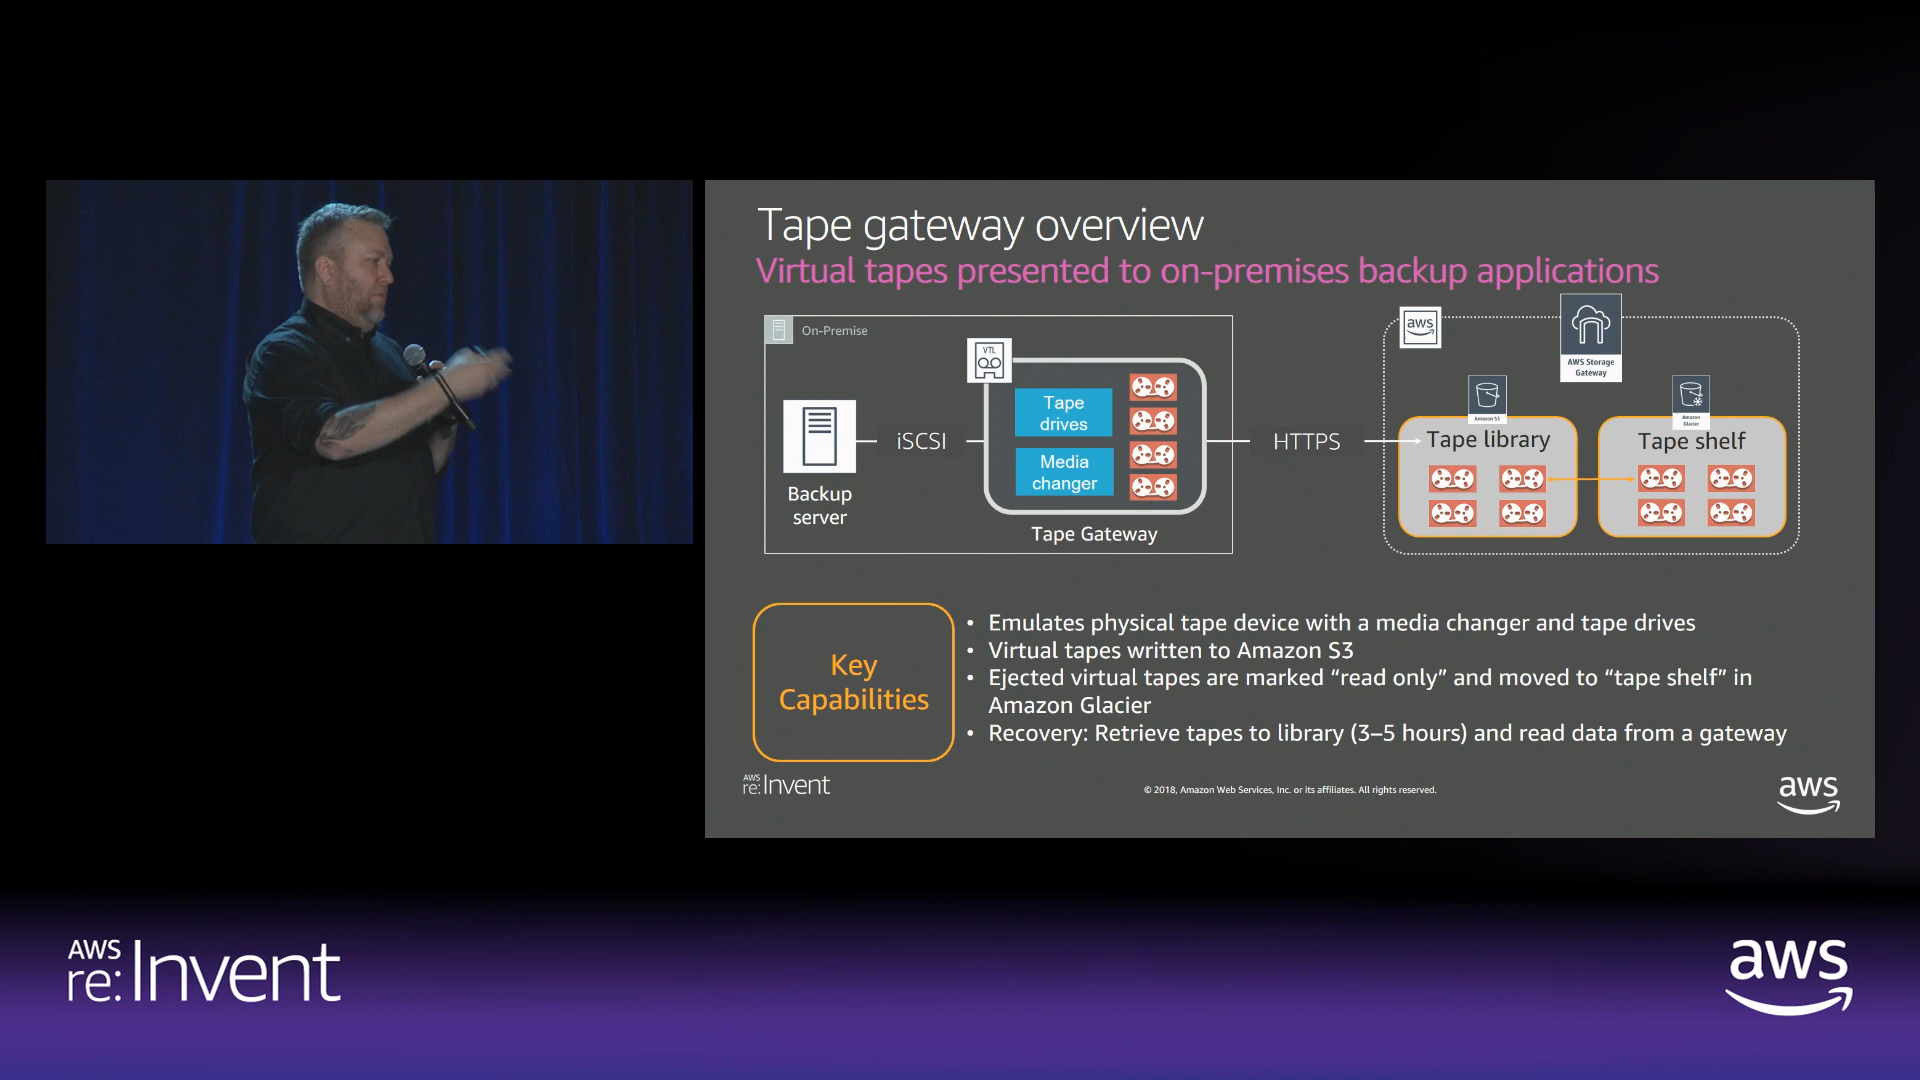 Tape gateway overview
Virtual tapes presented to on-premises backup applications
On-Premise
VTL
Tape
drives
Media
changer
iSCSI
Backup
server
Tape Gateway
HTTPS
aws
AWS Storage
Gateway
Amazon S3
Tape library
Amazon
Glacier
Tape shelf
Key
Capabilities
• Emulates physical tape device with a media changer and tape drives
• Virtual tapes written to Amazon S3
• Ejected virtual tapes are marked “read only” and moved to “tape shelf” in
Amazon Glacier
• Recovery: Retrieve tapes to library (3–5 hours) and read data from a gateway
AWS
re:Invent
© 2018, Amazon Web Services, Inc. or its affiliates. All rights reserved.
aws
AWS
re:Invent
aws